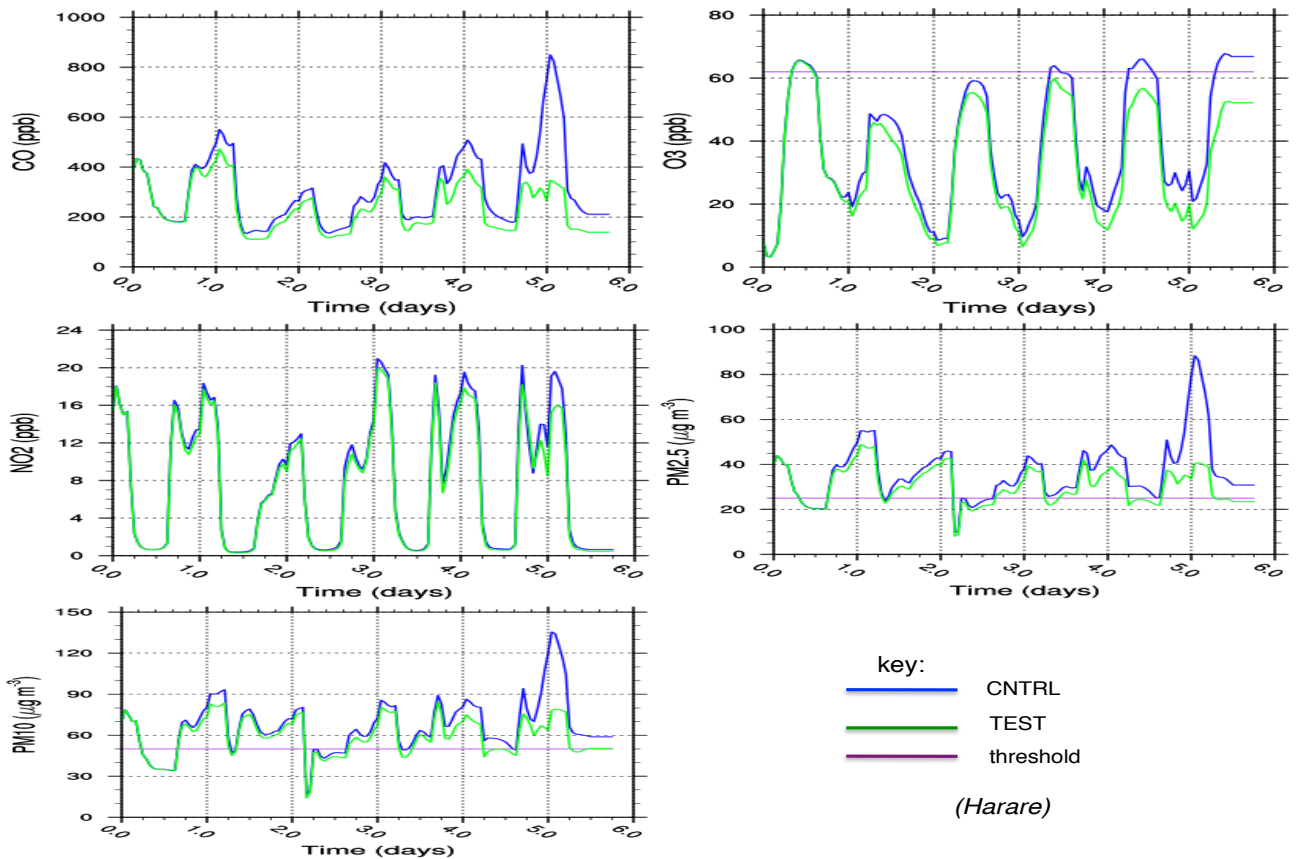 CO (ppb)
1000
800
600
400
200
0
0.0 1.0 2.0 3.0 4.0 5.0 6.0
Time (days)
O3 (ppb)
80
60
40
20
0
0.0 1.0 2.0 3.0 4.0 5.0 6.0
Time (days)
NO2 (ppb)
24
20
16
12
8
4
0
0.0 1.0 2.0 3.0 4.0 5.0 6.0
Time (days)
PM2.5 (μg m⁻³)
100
80
60
40
20
0
0.0 1.0 2.0 3.0 4.0 5.0 6.0
Time (days)
PM10 (μg m⁻³)
150
120
90
60
30
0
0.0 1.0 2.0 3.0 4.0 5.0 6.0
Time (days)
key:
CNTRL
TEST
threshold
(Harare)